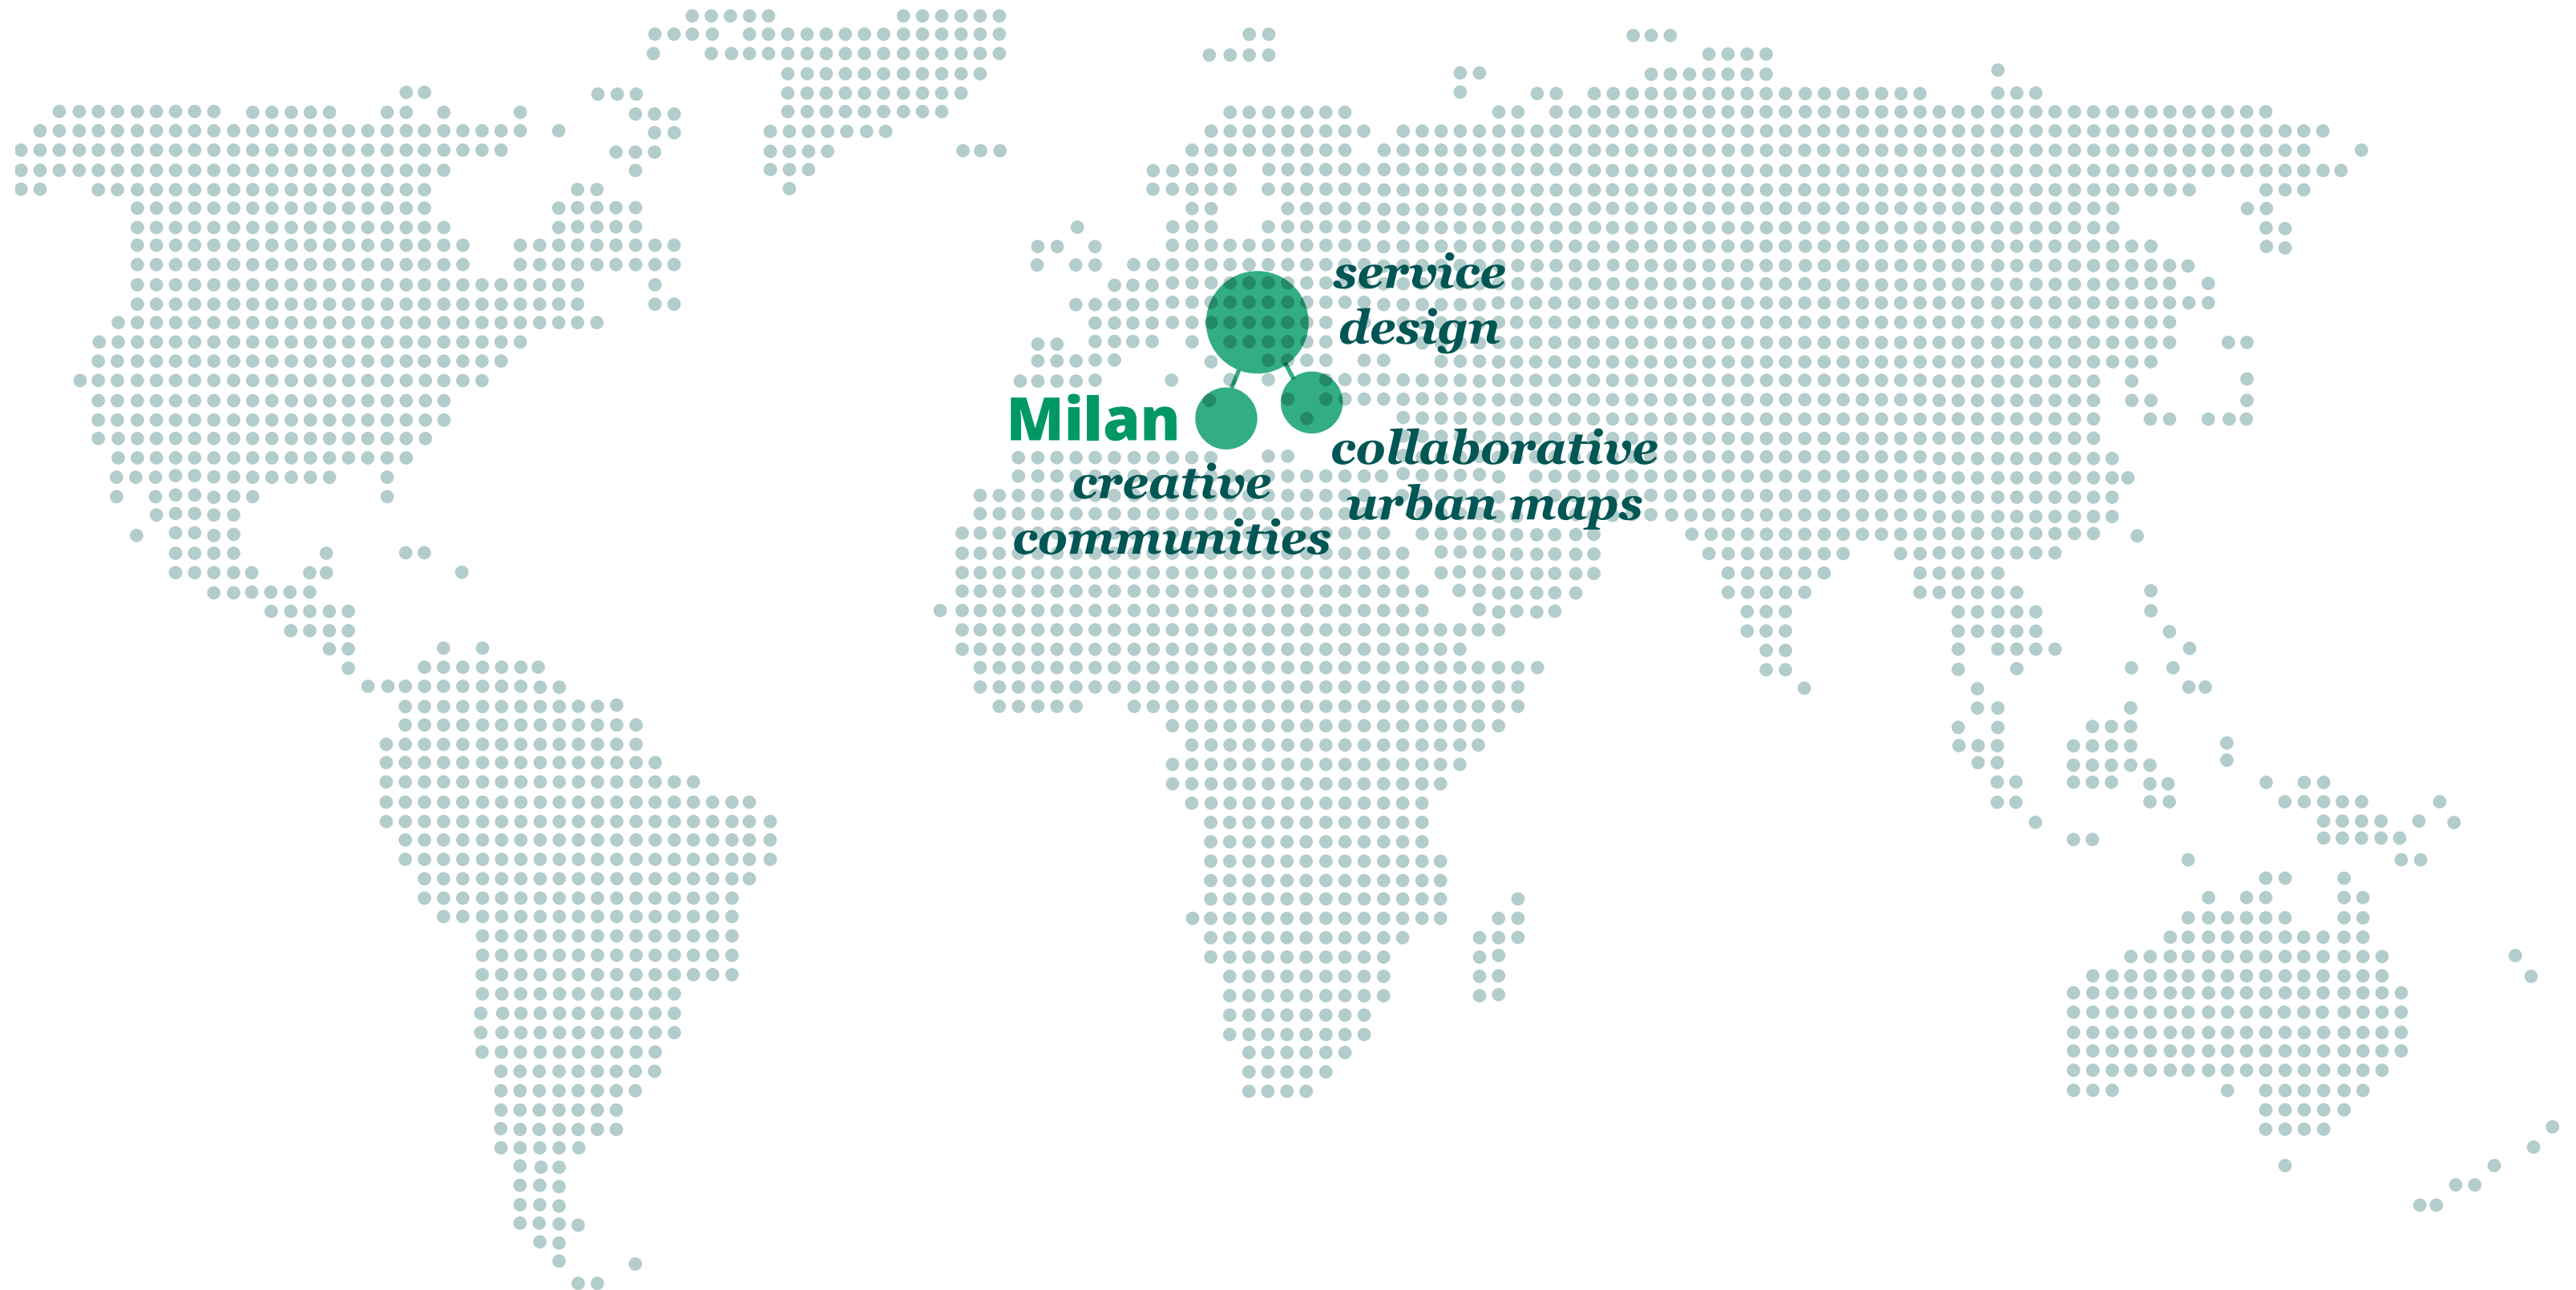 service
design
Milan
creative
communities
collaborative
urban maps